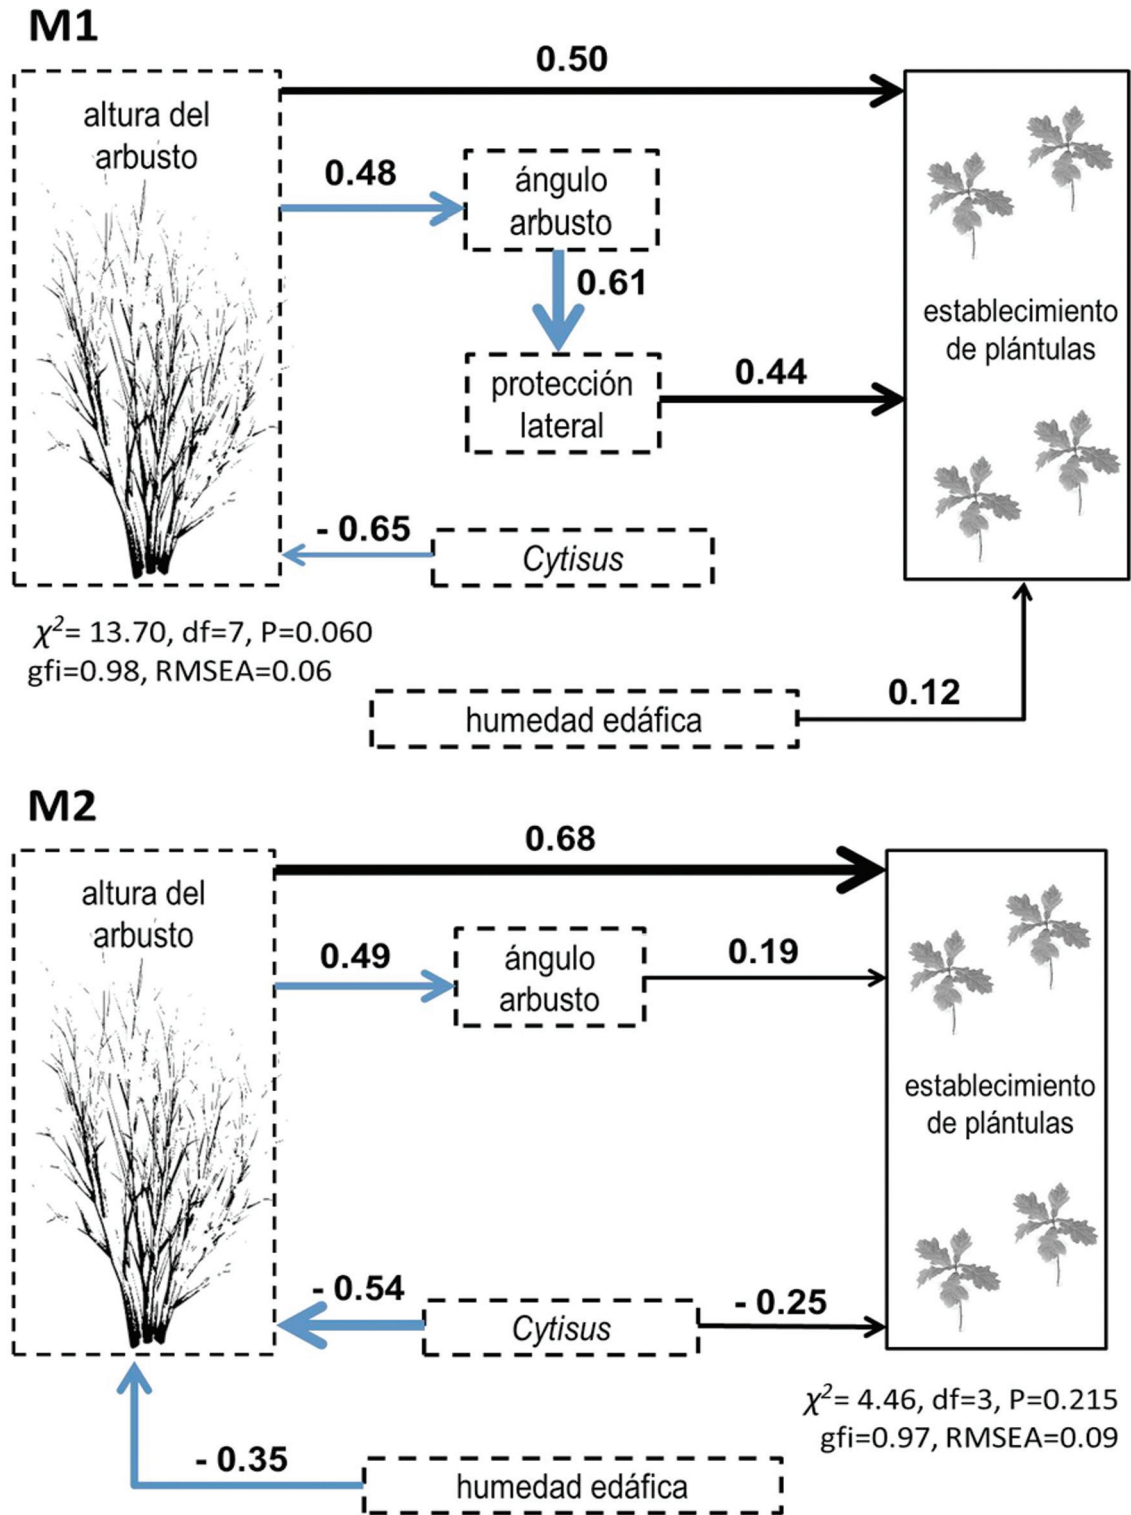 M1
0.50
altura del
arbusto
0.48
ángulo
arbusto
0.61
establecimiento
de plántulas
protección
lateral
0.44
- 0.65
Cytisus
χ²= 13.70, df=7, P=0.060
gfi=0.98, RMSEA=0.06
humedad edáfica
0.12
M2
0.68
altura del
arbusto
0.49
ángulo
arbusto
0.19
establecimiento
de plántulas
- 0.54
Cytisus
- 0.25
χ²= 4.46, df=3, P=0.215
gfi=0.97, RMSEA=0.09
- 0.35
humedad edáfica